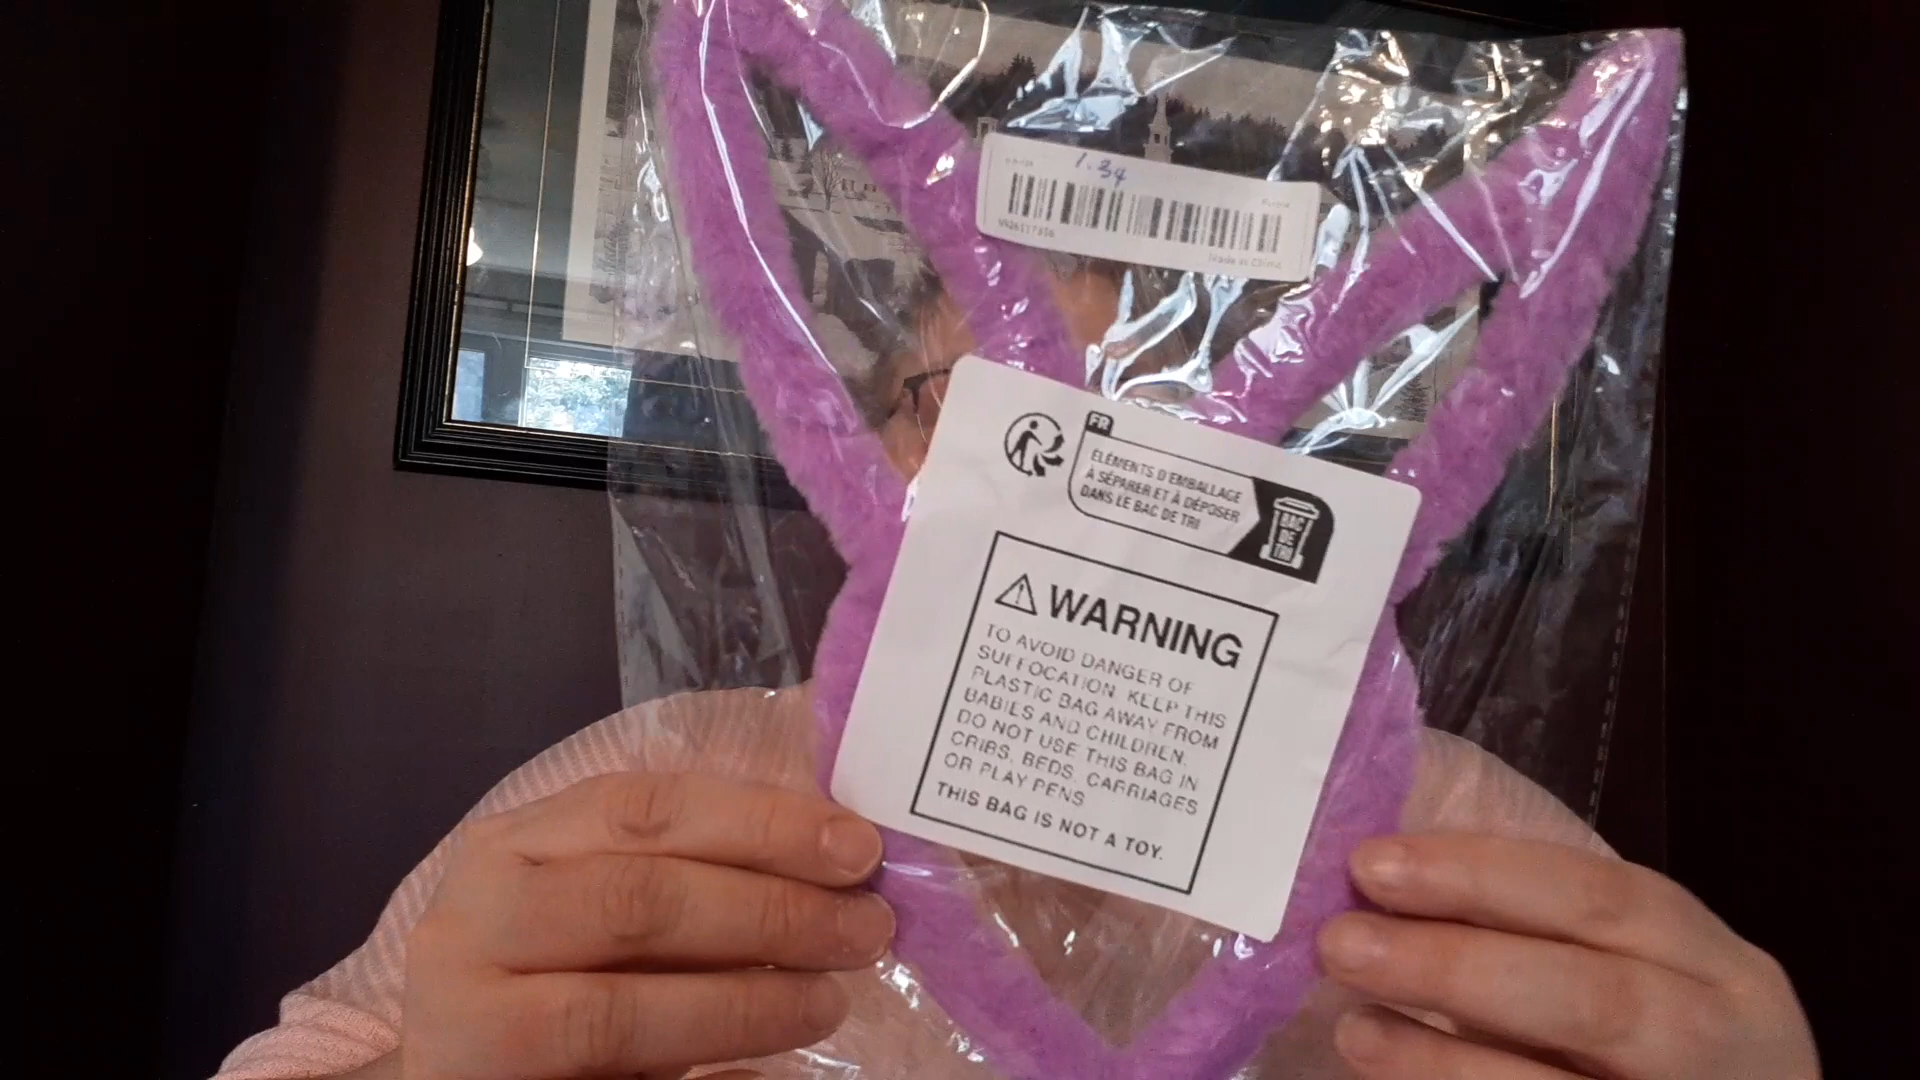 1.34
Made in China
FR
ÉLÉMENTS D'EMBALLAGE
À SÉPARER ET À DÉPOSER
DANS LE BAC DE TRI
BAC
DE
TRI
WARNING
TO AVOID DANGER OF
SUFFOCATION, KEEP THIS
PLASTIC BAG AWAY FROM
BABIES AND CHILDREN.
DO NOT USE THIS BAG IN
CRIBS, BEDS, CARRIAGES
OR PLAY PENS
THIS BAG IS NOT A TOY.